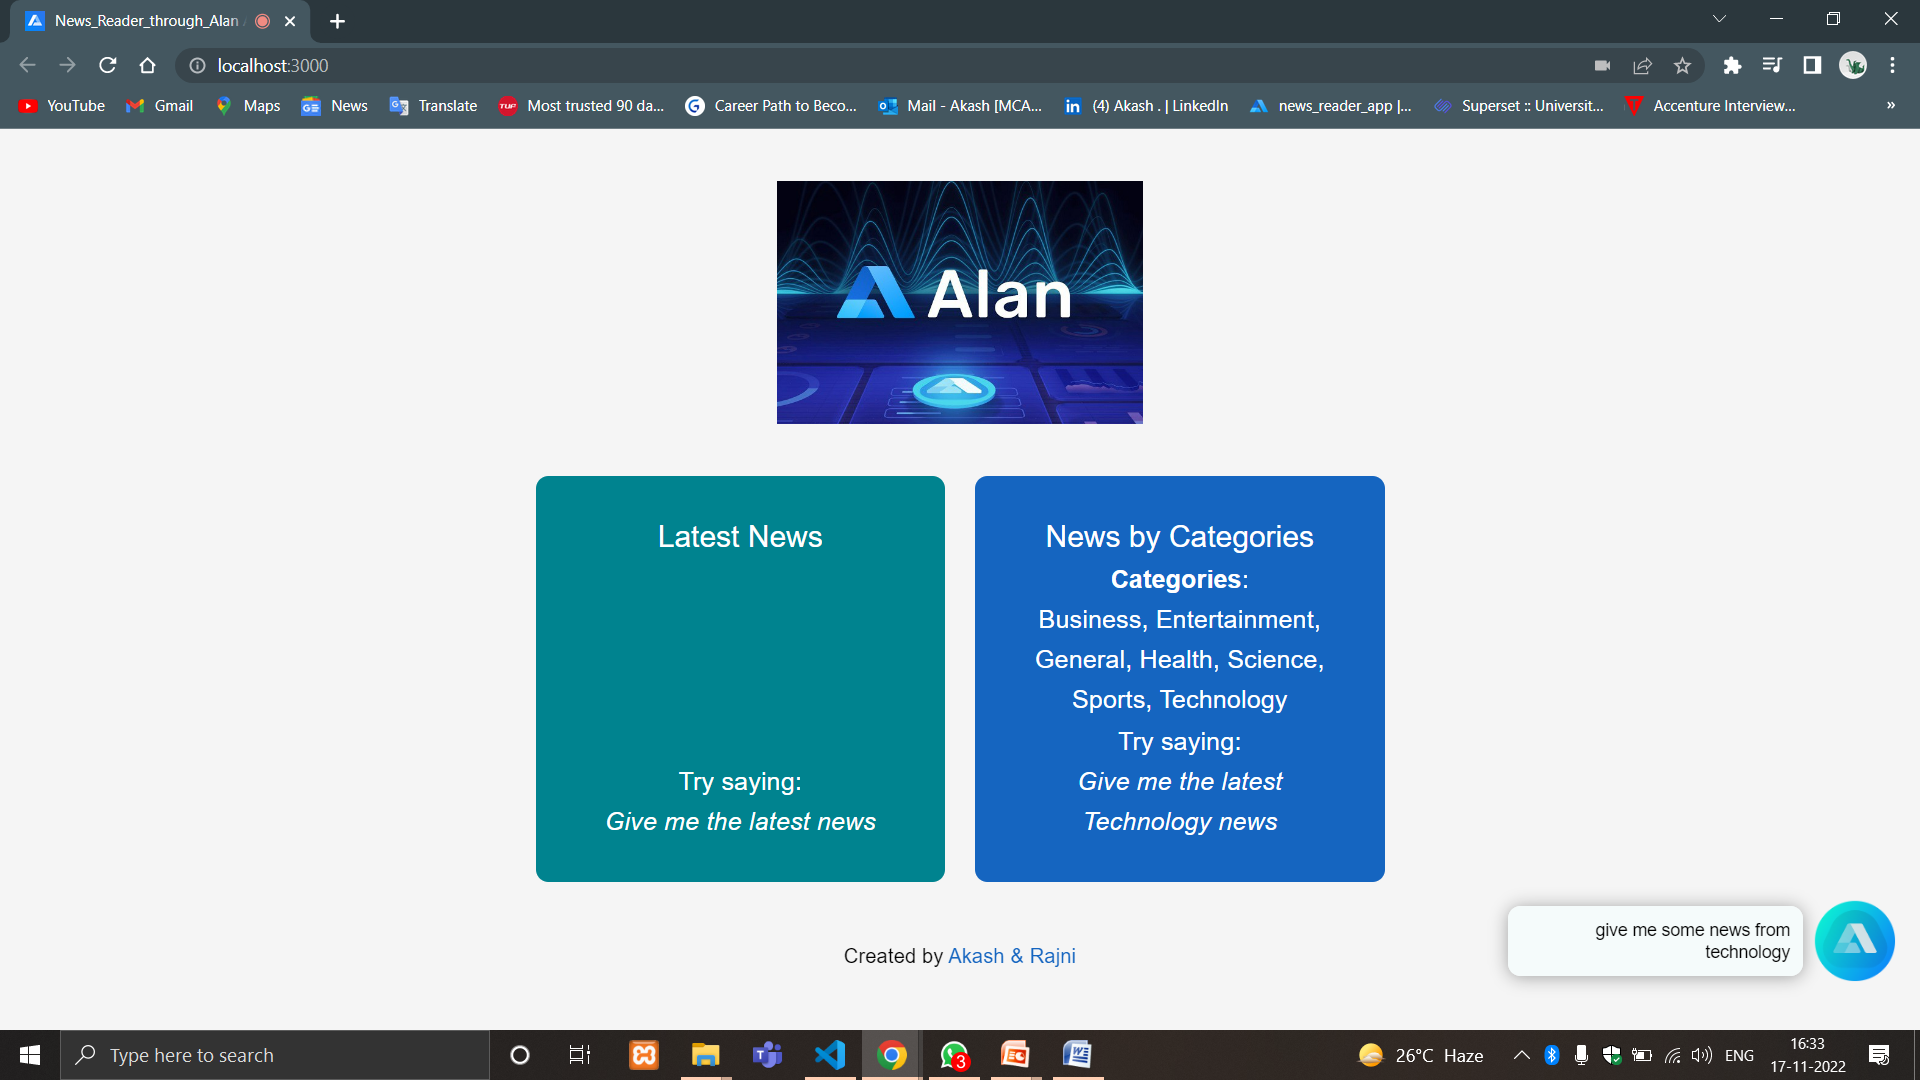 News_Reader_through_Alan
localhost:3000
YouTube
Gmail
Maps
News
Translate
Most trusted 90 da...
Career Path to Beco...
Mail - Akash [MCA...
(4) Akash . | LinkedIn
news_reader_app |...
Superset :: Universit...
Accenture Interview...
»
Alan
Latest News
Try saying:
Give me the latest news
News by Categories
Categories:
Business, Entertainment,
General, Health, Science,
Sports, Technology
Try saying:
Give me the latest
Technology news
give me some news from
technology
Created by Akash & Rajni
Type here to search
3
26°C Haze
ENG
16:33
17-11-2022